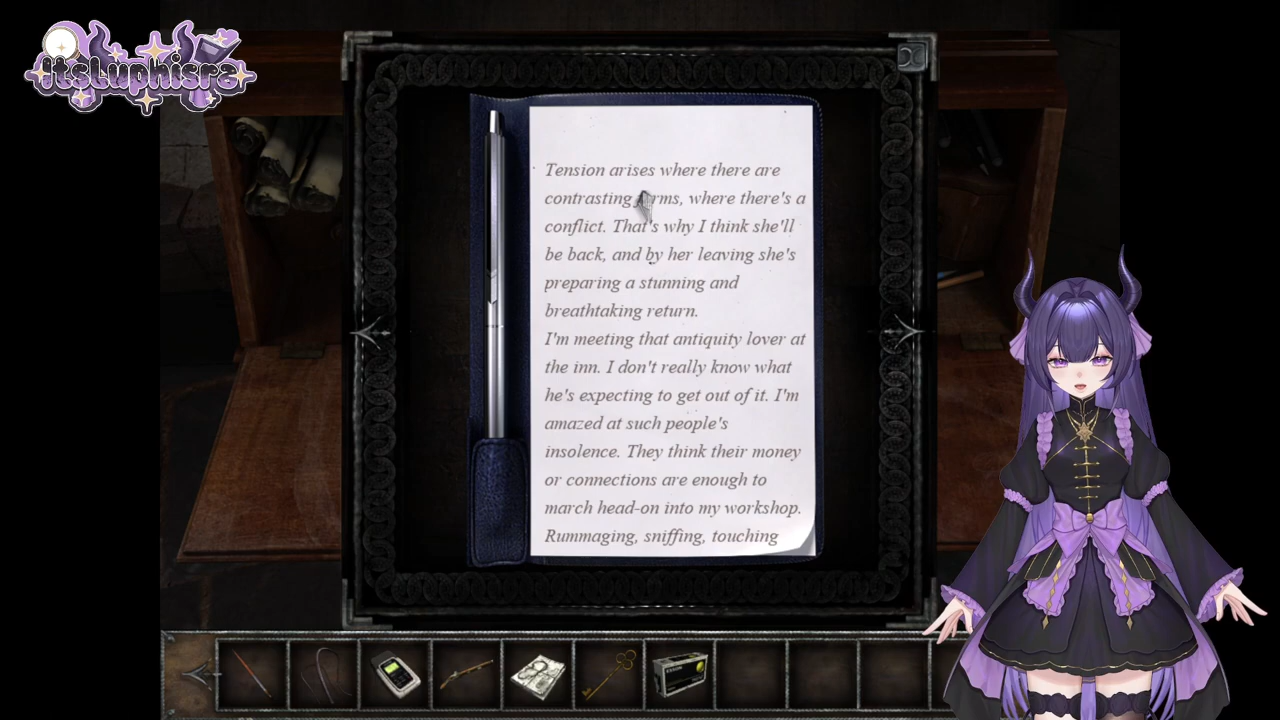 ItsLuphisra
Tension arises where there are
contrasting forms, where there's a
conflict. That's why I think she'll
be back, and by her leaving she's
preparing a stunning and
breathtaking return.
I'm meeting that antiquity lover at
the inn. I don't really know what
he's expecting to get out of it. I'm
amazed at such people's
insolence. They think their money
or connections are enough to
march head-on into my workshop.
Rummaging, sniffing, touching